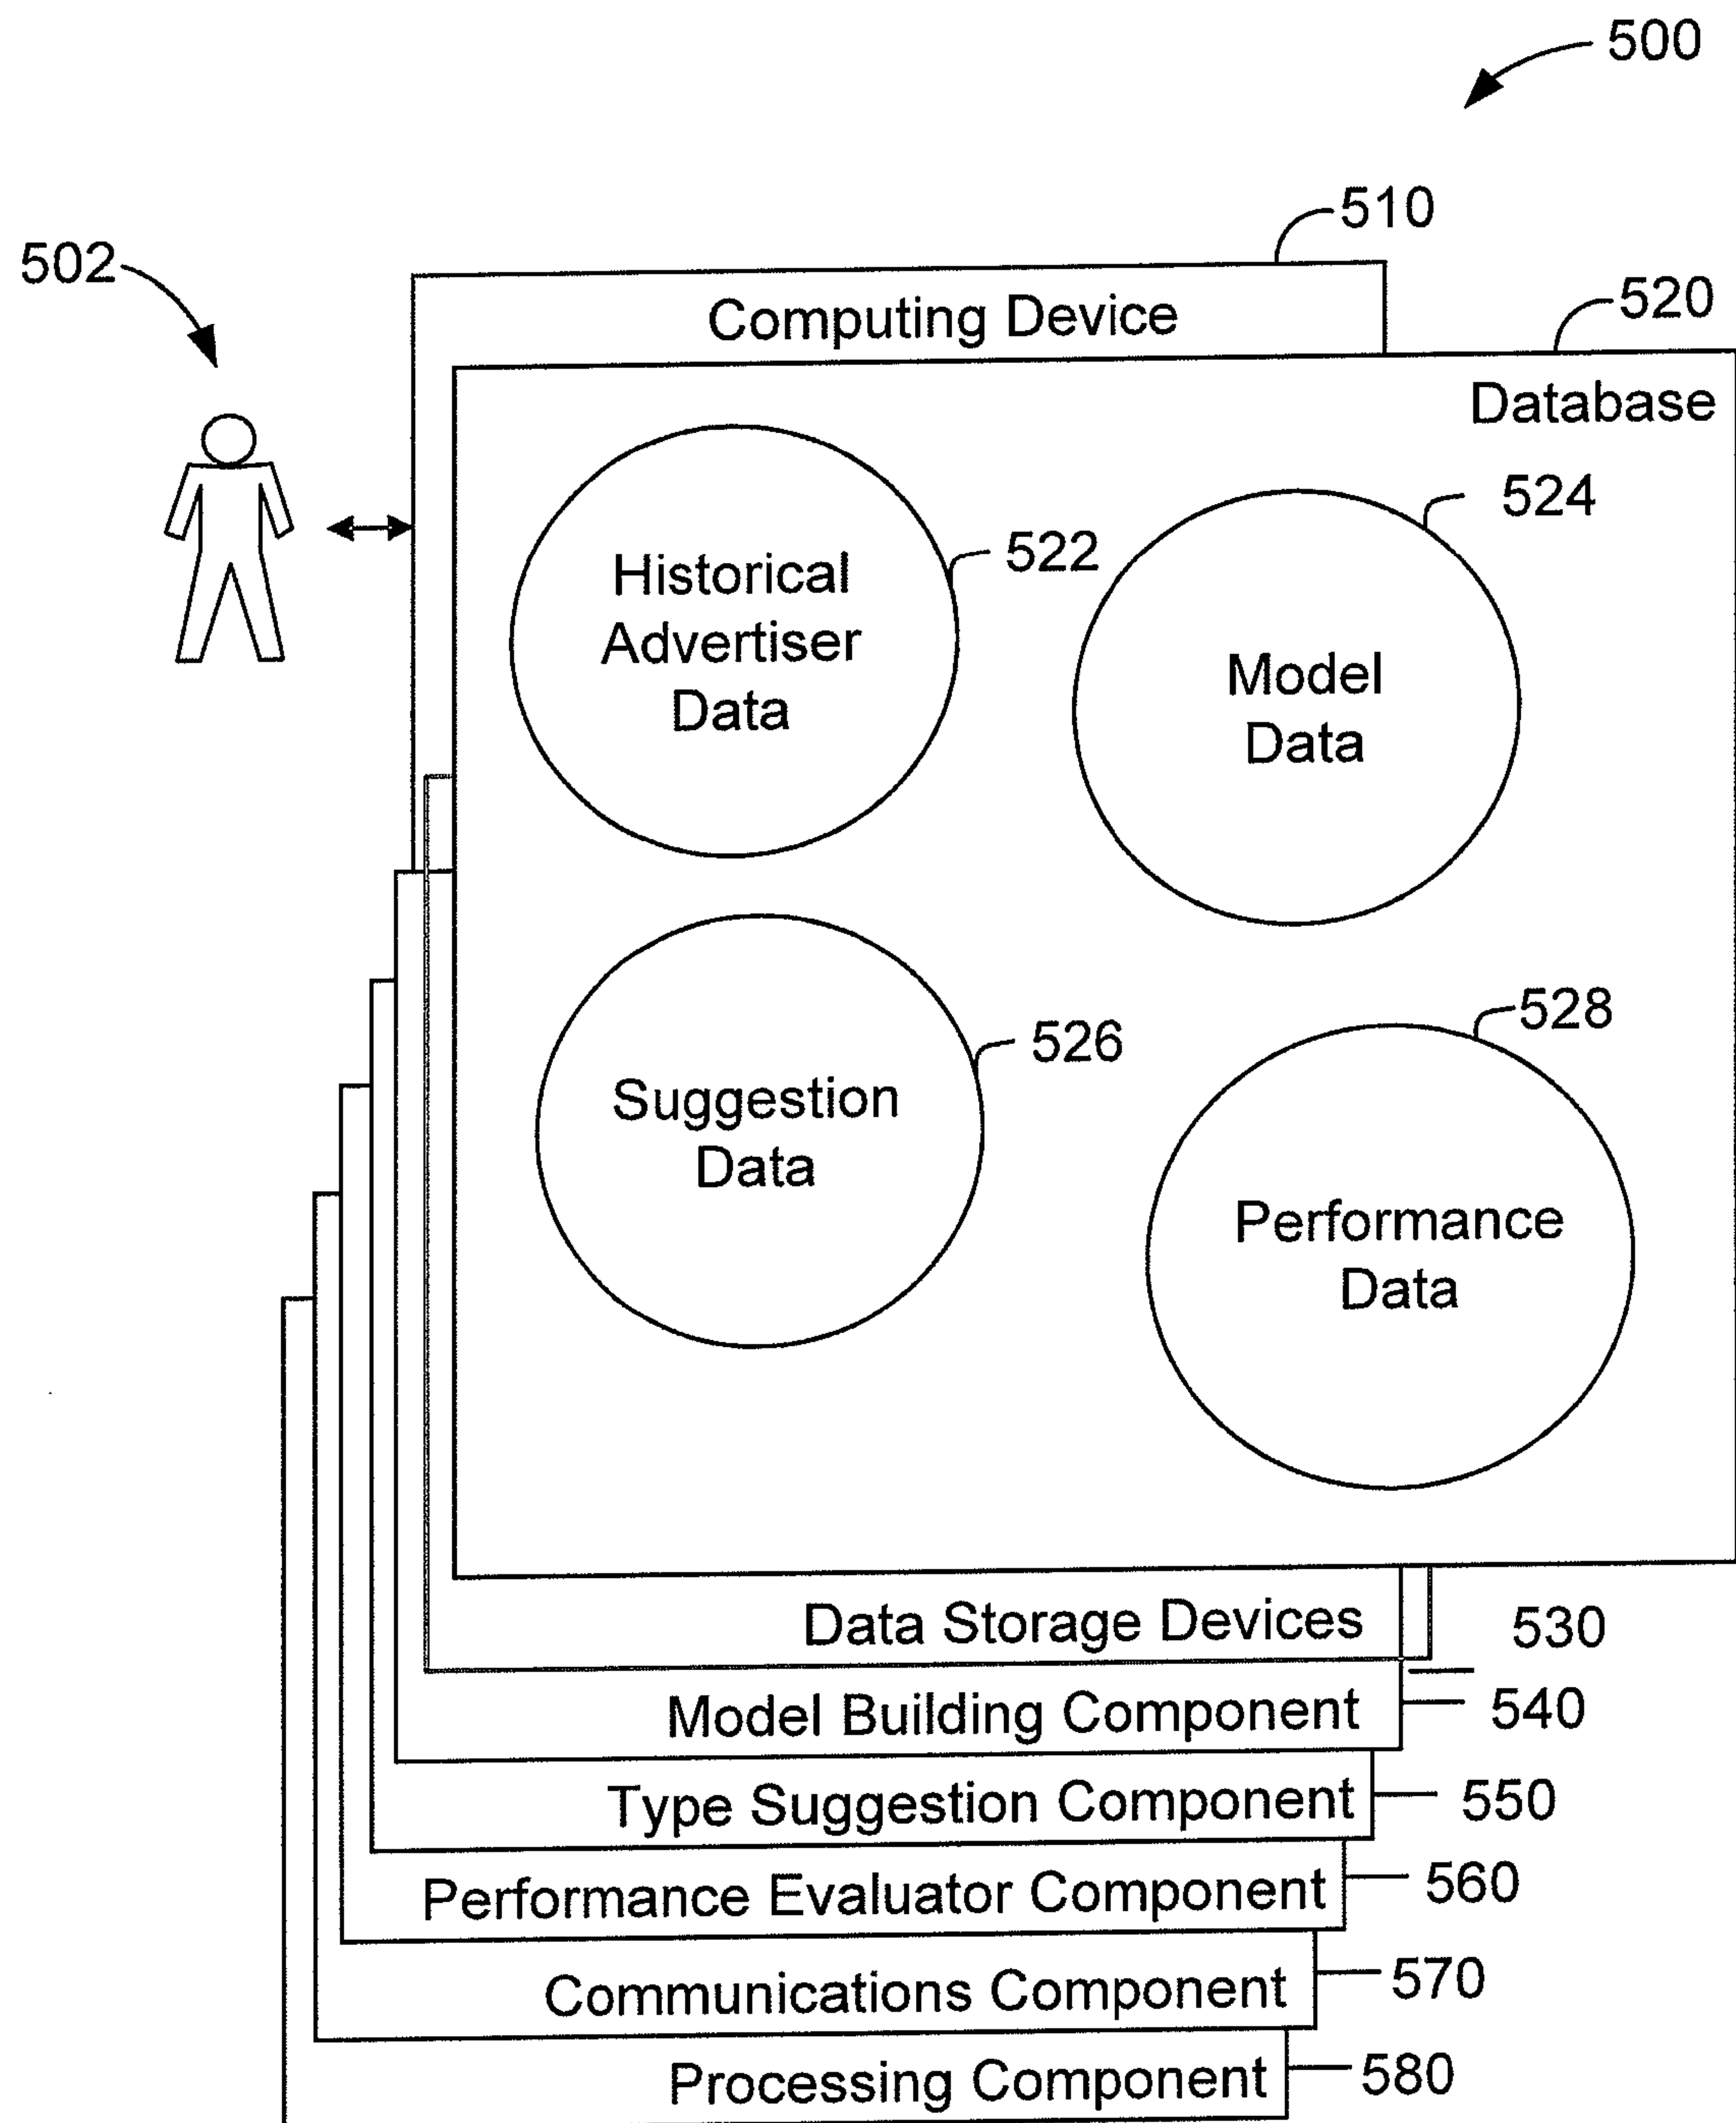 500
510
502
Computing Device
520
Database
524
522
Historical
Advertiser
Data
Model
Data
528
526
Suggestion
Data
Performance
Data
Data Storage Devices
530
Model Building Component
540
Type Suggestion Component
550
Performance Evaluator Component
560
Communications Component
570
Processing Component
580